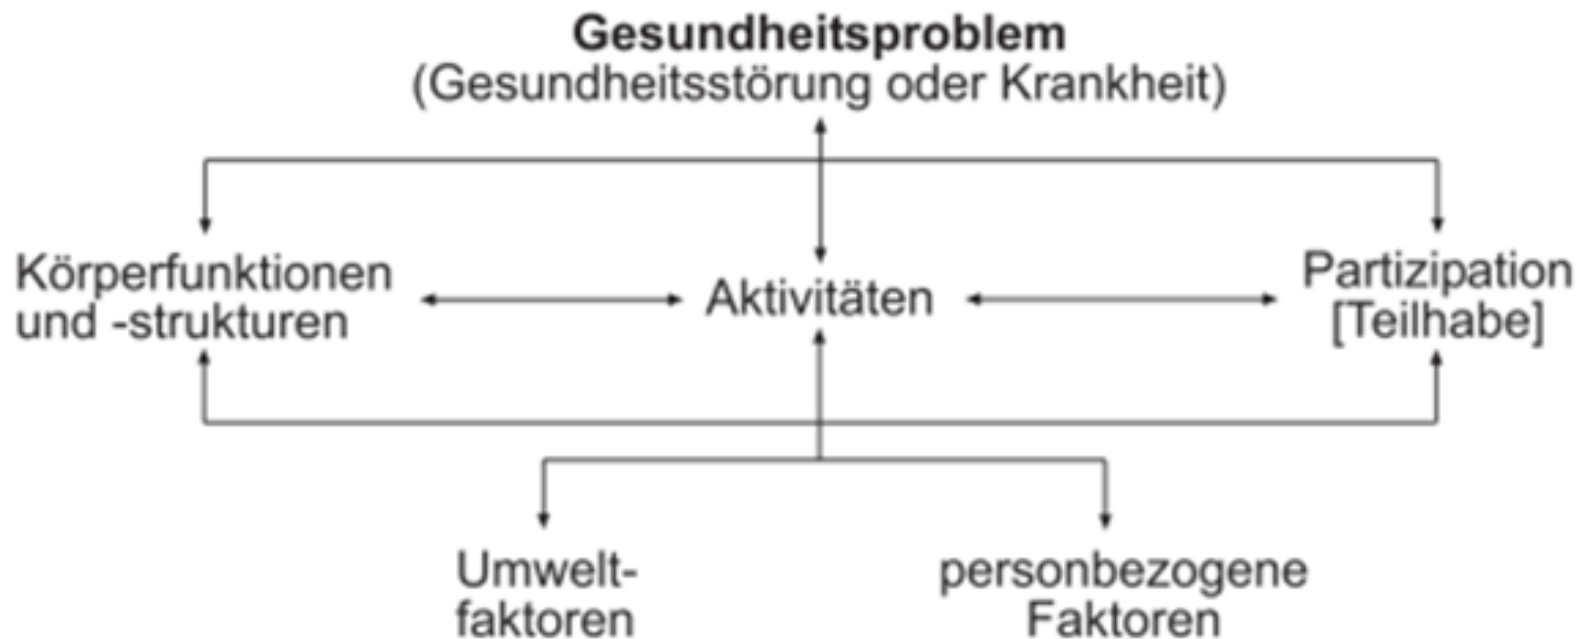 Gesundheitsproblem
(Gesundheitsstörung oder Krankheit)
Körperfunktionen
und -strukturen
Aktivitäten
Partizipation
[Teilhabe]
Umwelt-
faktoren
personbezogene
Faktoren